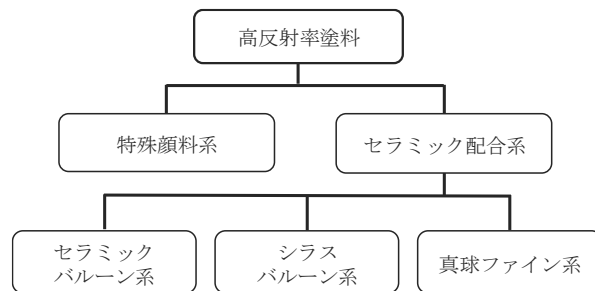 高反射率塗料
特殊顔料系
セラミック配合系
セラミック
バルーン系
シラス
バルーン系
真球ファイン系